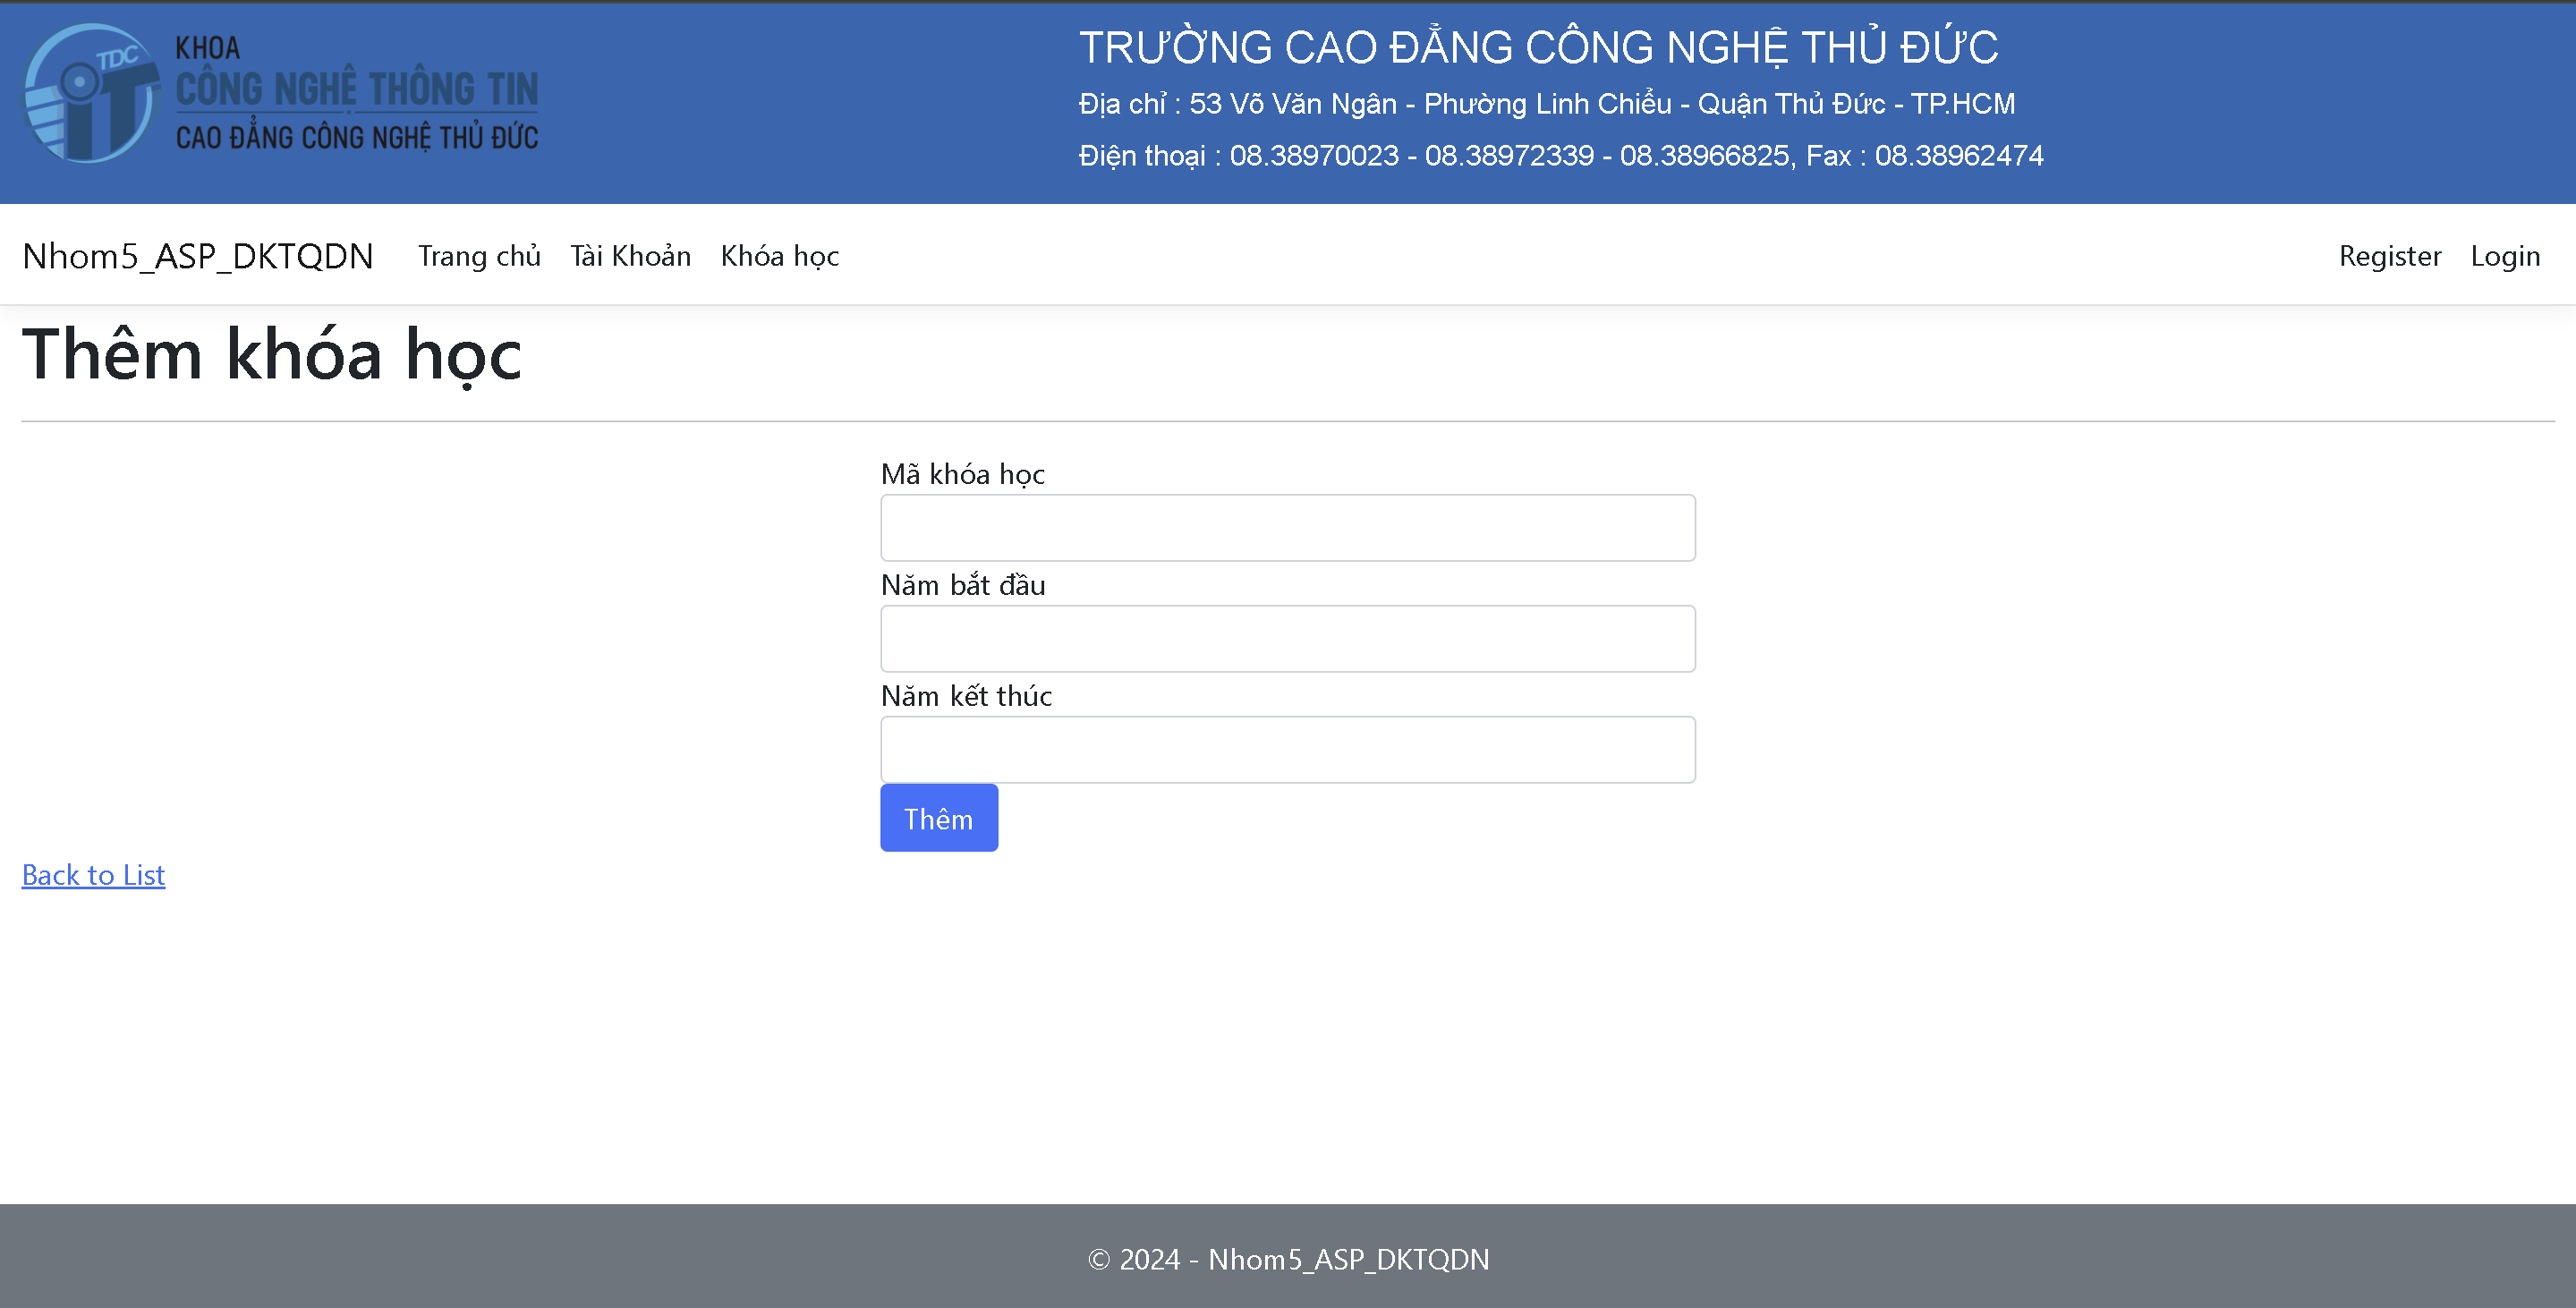 TDC
iT
KHOA
CÔNG NGHỆ THÔNG TIN
CAO ĐẲNG CÔNG NGHỆ THỦ ĐỨC
TRƯỜNG CAO ĐẲNG CÔNG NGHỆ THỦ ĐỨC
Địa chỉ : 53 Võ Văn Ngân - Phường Linh Chiểu - Quận Thủ Đức - TP.HCM
Điện thoại : 08.38970023 - 08.38972339 - 08.38966825, Fax : 08.38962474
Nhom5_ASP_DKTQDN Trang chủ Tài Khoản Khóa học Register Login
Thêm khóa học
Mã khóa học
Năm bắt đầu
Năm kết thúc
Thêm
Back to List
© 2024 - Nhom5_ASP_DKTQDN